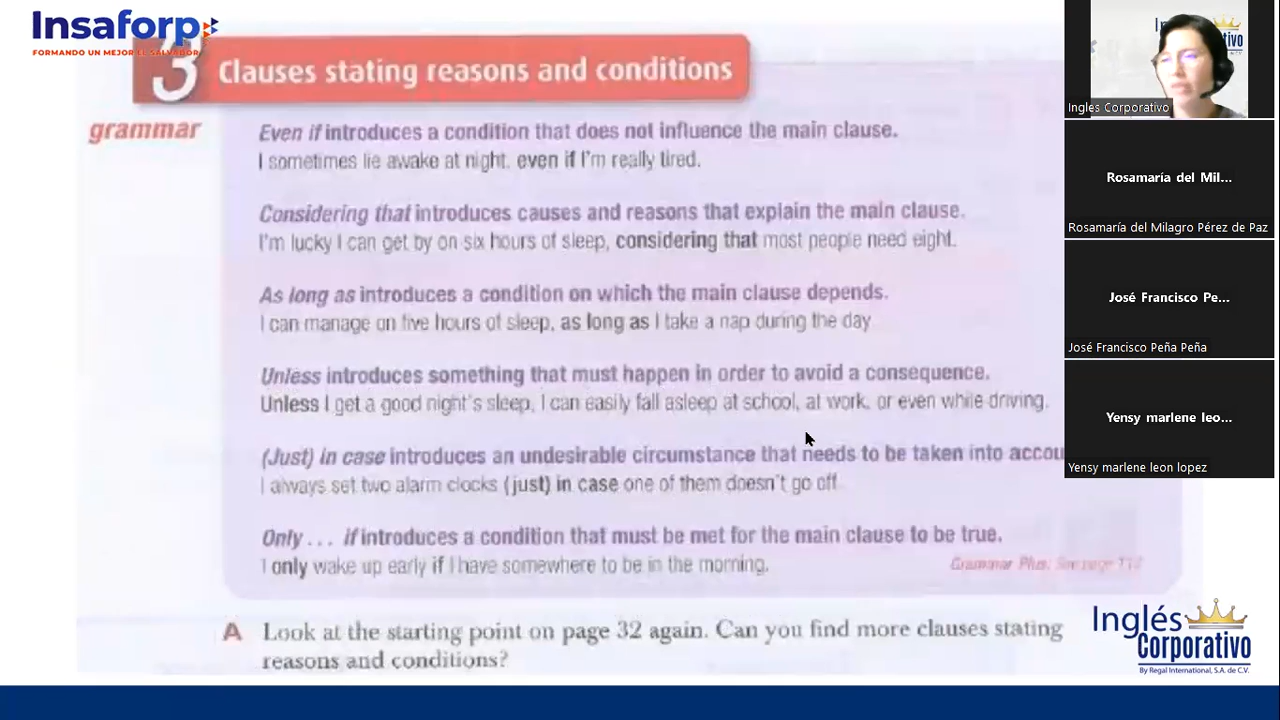 Insaforp
FORMANDO UN MEJOR EL SALVADOR
3 Clauses stating reasons and conditions
grammar
Even if introduces a condition that does not influence the main clause.
I sometimes lie awake at night, even if I'm really tired.
Considering that introduces causes and reasons that explain the main clause.
I'm lucky I can get by on six hours of sleep, considering that most people need eight.
As long as introduces a condition on which the main clause depends.
I can manage on five hours of sleep, as long as I take a nap during the day
Unless introduces something that must happen in order to avoid a consequence.
Unless I get a good night's sleep, I can easily fall asleep at school, at work, or even while driving.
(Just) in case introduces an undesirable circumstance that needs to be taken into accou
I always set two alarm clocks (just) in case one of them doesn't go off.
Only . . . if introduces a condition that must be met for the main clause to be true.
I only wake up early if I have somewhere to be in the morning.
Grammar Plus: See page
A Look at the starting point on page 32 again. Can you find more clauses stating
reasons and conditions?
Inglés
Corporativo
By Regal International, S.A. de C.V.
Ingles Corporativo
Rosamaría del Mil...
Rosamaría del Milagro Pérez de Paz
José Francisco Pe...
José Francisco Peña Peña
Yensy marlene leo...
Yensy marlene leon lopez